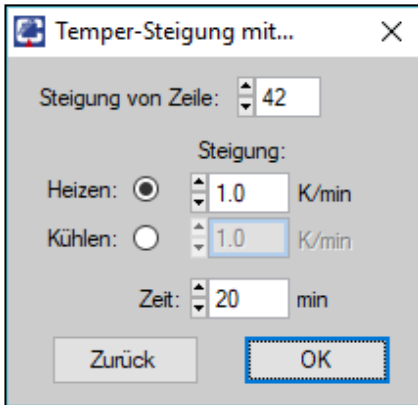 Temper-Steigung mit...
Steigung von Zeile: 42
Steigung:
Heizen: 1.0 K/min
Kühlen: 1.0 K/min
Zeit: 20 min
Zurück OK